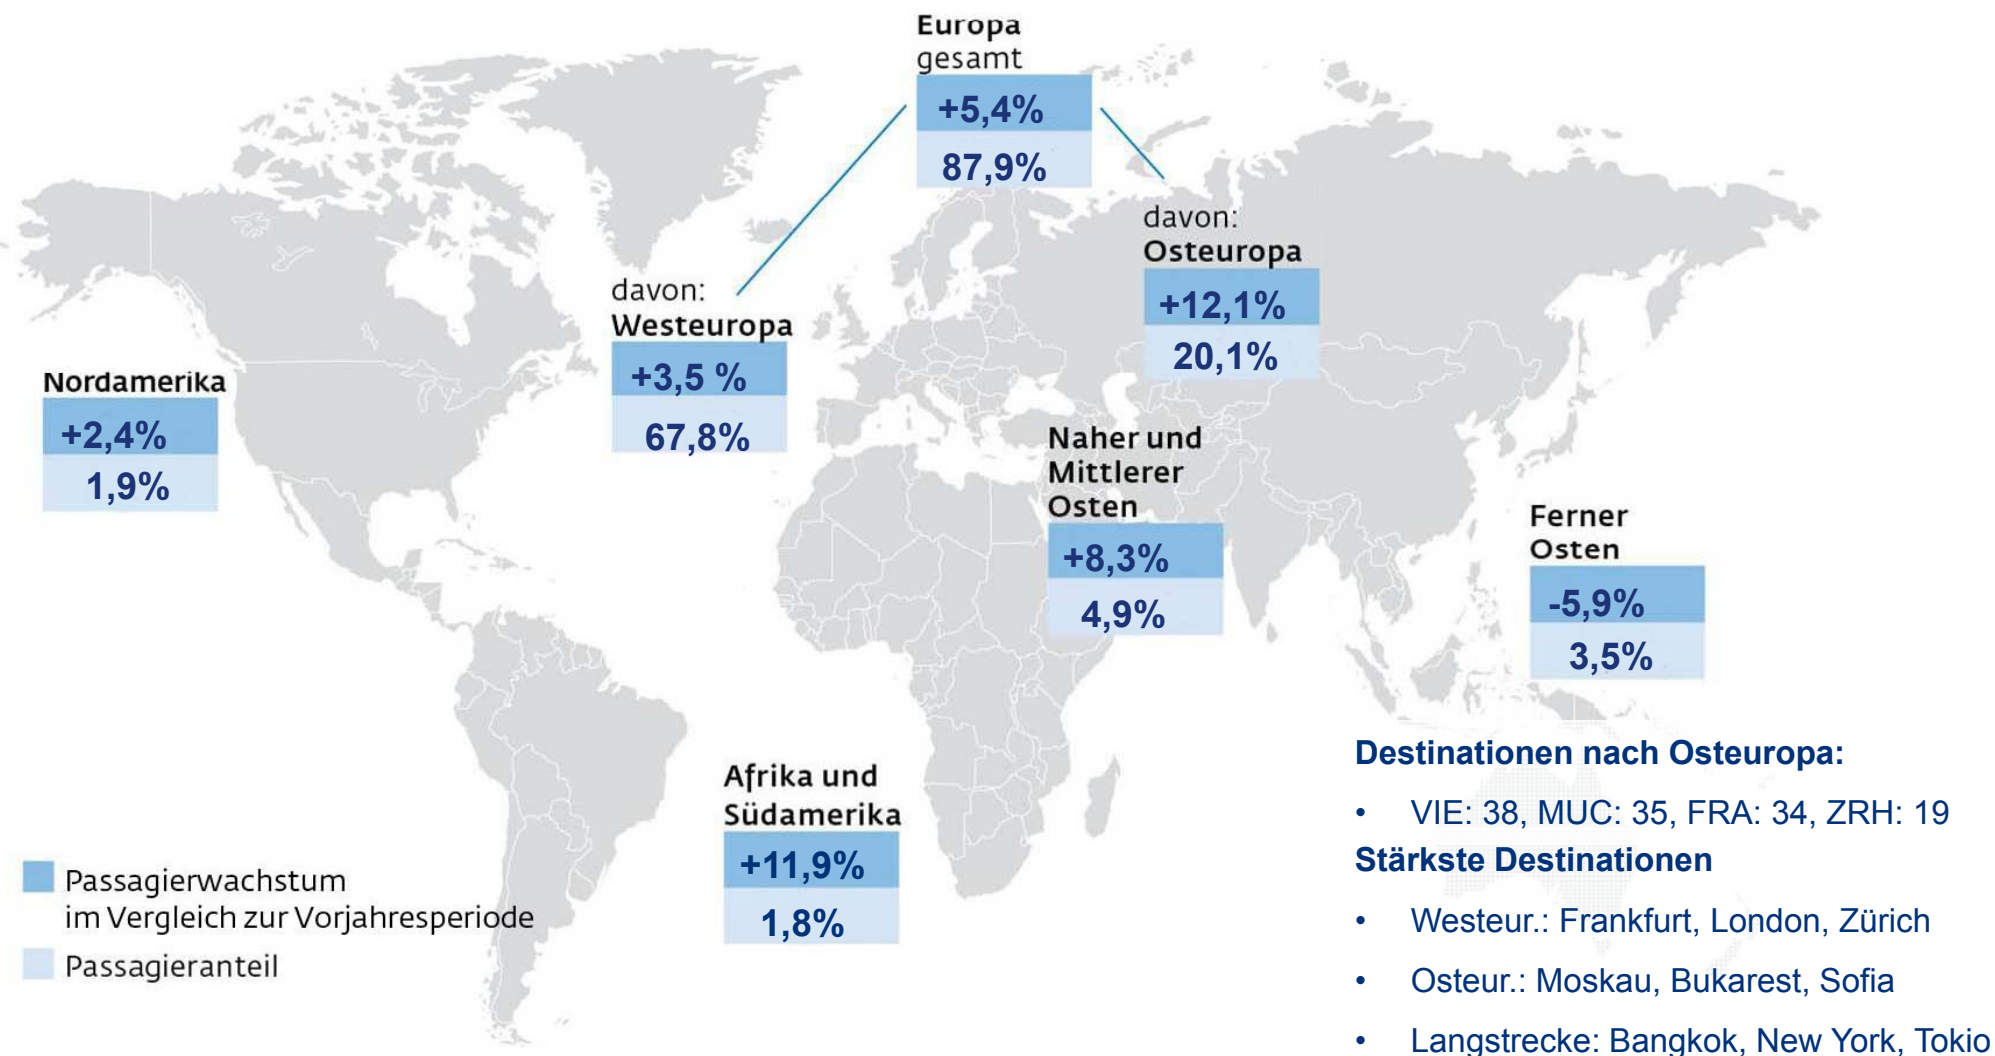 Europa
gesamt
+5,4%
87,9%
davon:
Osteuropa
+12,1%
20,1%
davon:
Westeuropa
+3,5 %
67,8%
Nordamerika
+2,4%
1,9%
Naher und
Mittlerer
Osten
+8,3%
4,9%
Ferner
Osten
-5,9%
3,5%
Afrika und
Südamerika
+11,9%
1,8%
Passagierwachstum
im Vergleich zur Vorjahresperiode
Passagieranteil
Destinationen nach Osteuropa:
• VIE: 38, MUC: 35, FRA: 34, ZRH: 19
Stärkste Destinationen
• Westeur.: Frankfurt, London, Zürich
• Osteur.: Moskau, Bukarest, Sofia
• Langstrecke: Bangkok, New York, Tokio